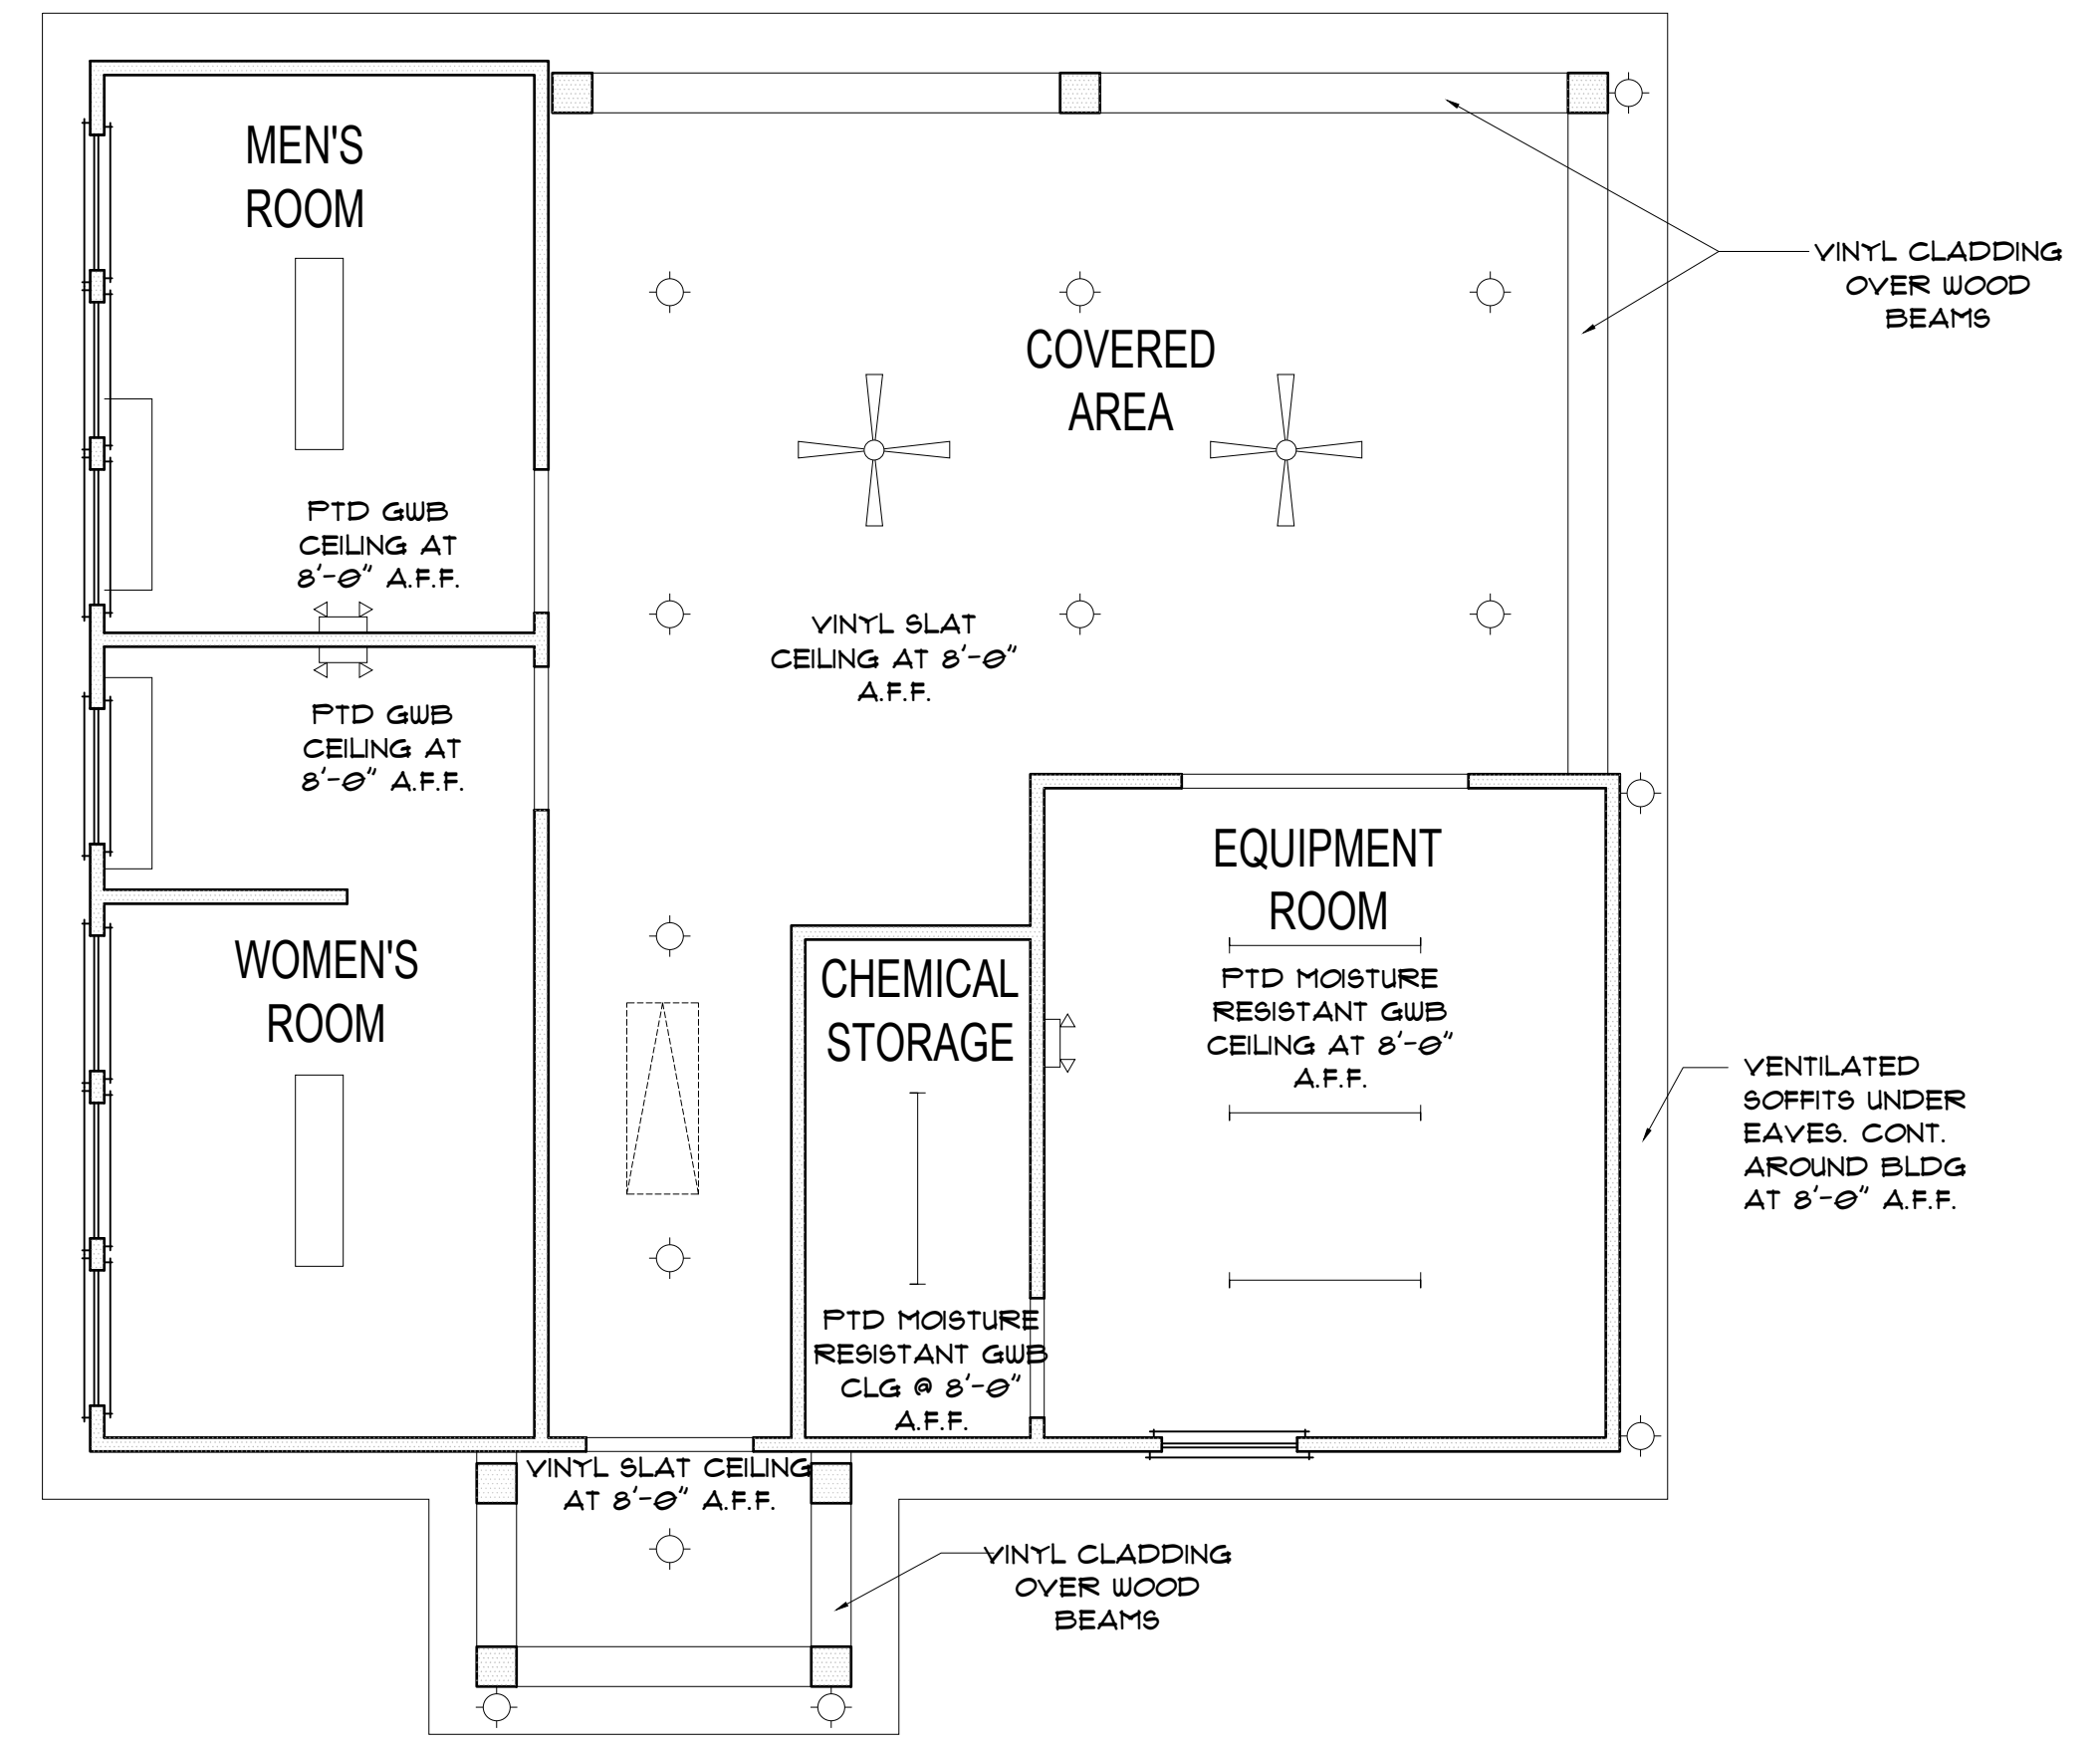 MEN'S
ROOM
VINYL CLADDING
OVER WOOD
BEAMS
COVERED
AREA
PTD GWB
CEILING AT
8'-0" A.F.F.
VINYL SLAT
CEILING AT 8'-0"
A.F.F.
PTD GWB
CEILING AT
8'-0" A.F.F.
EQUIPMENT
ROOM
WOMEN'S
ROOM
CHEMICAL
STORAGE
PTD MOISTURE
RESISTANT GWB
CEILING AT 8'-0"
A.F.F.
VENTILATED
SOFFITS UNDER
EAVES. CONT.
AROUND BLDG
AT 8'-0" A.F.F.
PTD MOISTURE
RESISTANT GWB
CLG @ 8'-0"
A.F.F.
VINYL SLAT CEILING
AT 8'-0" A.F.F.
VINYL CLADDING
OVER WOOD
BEAMS